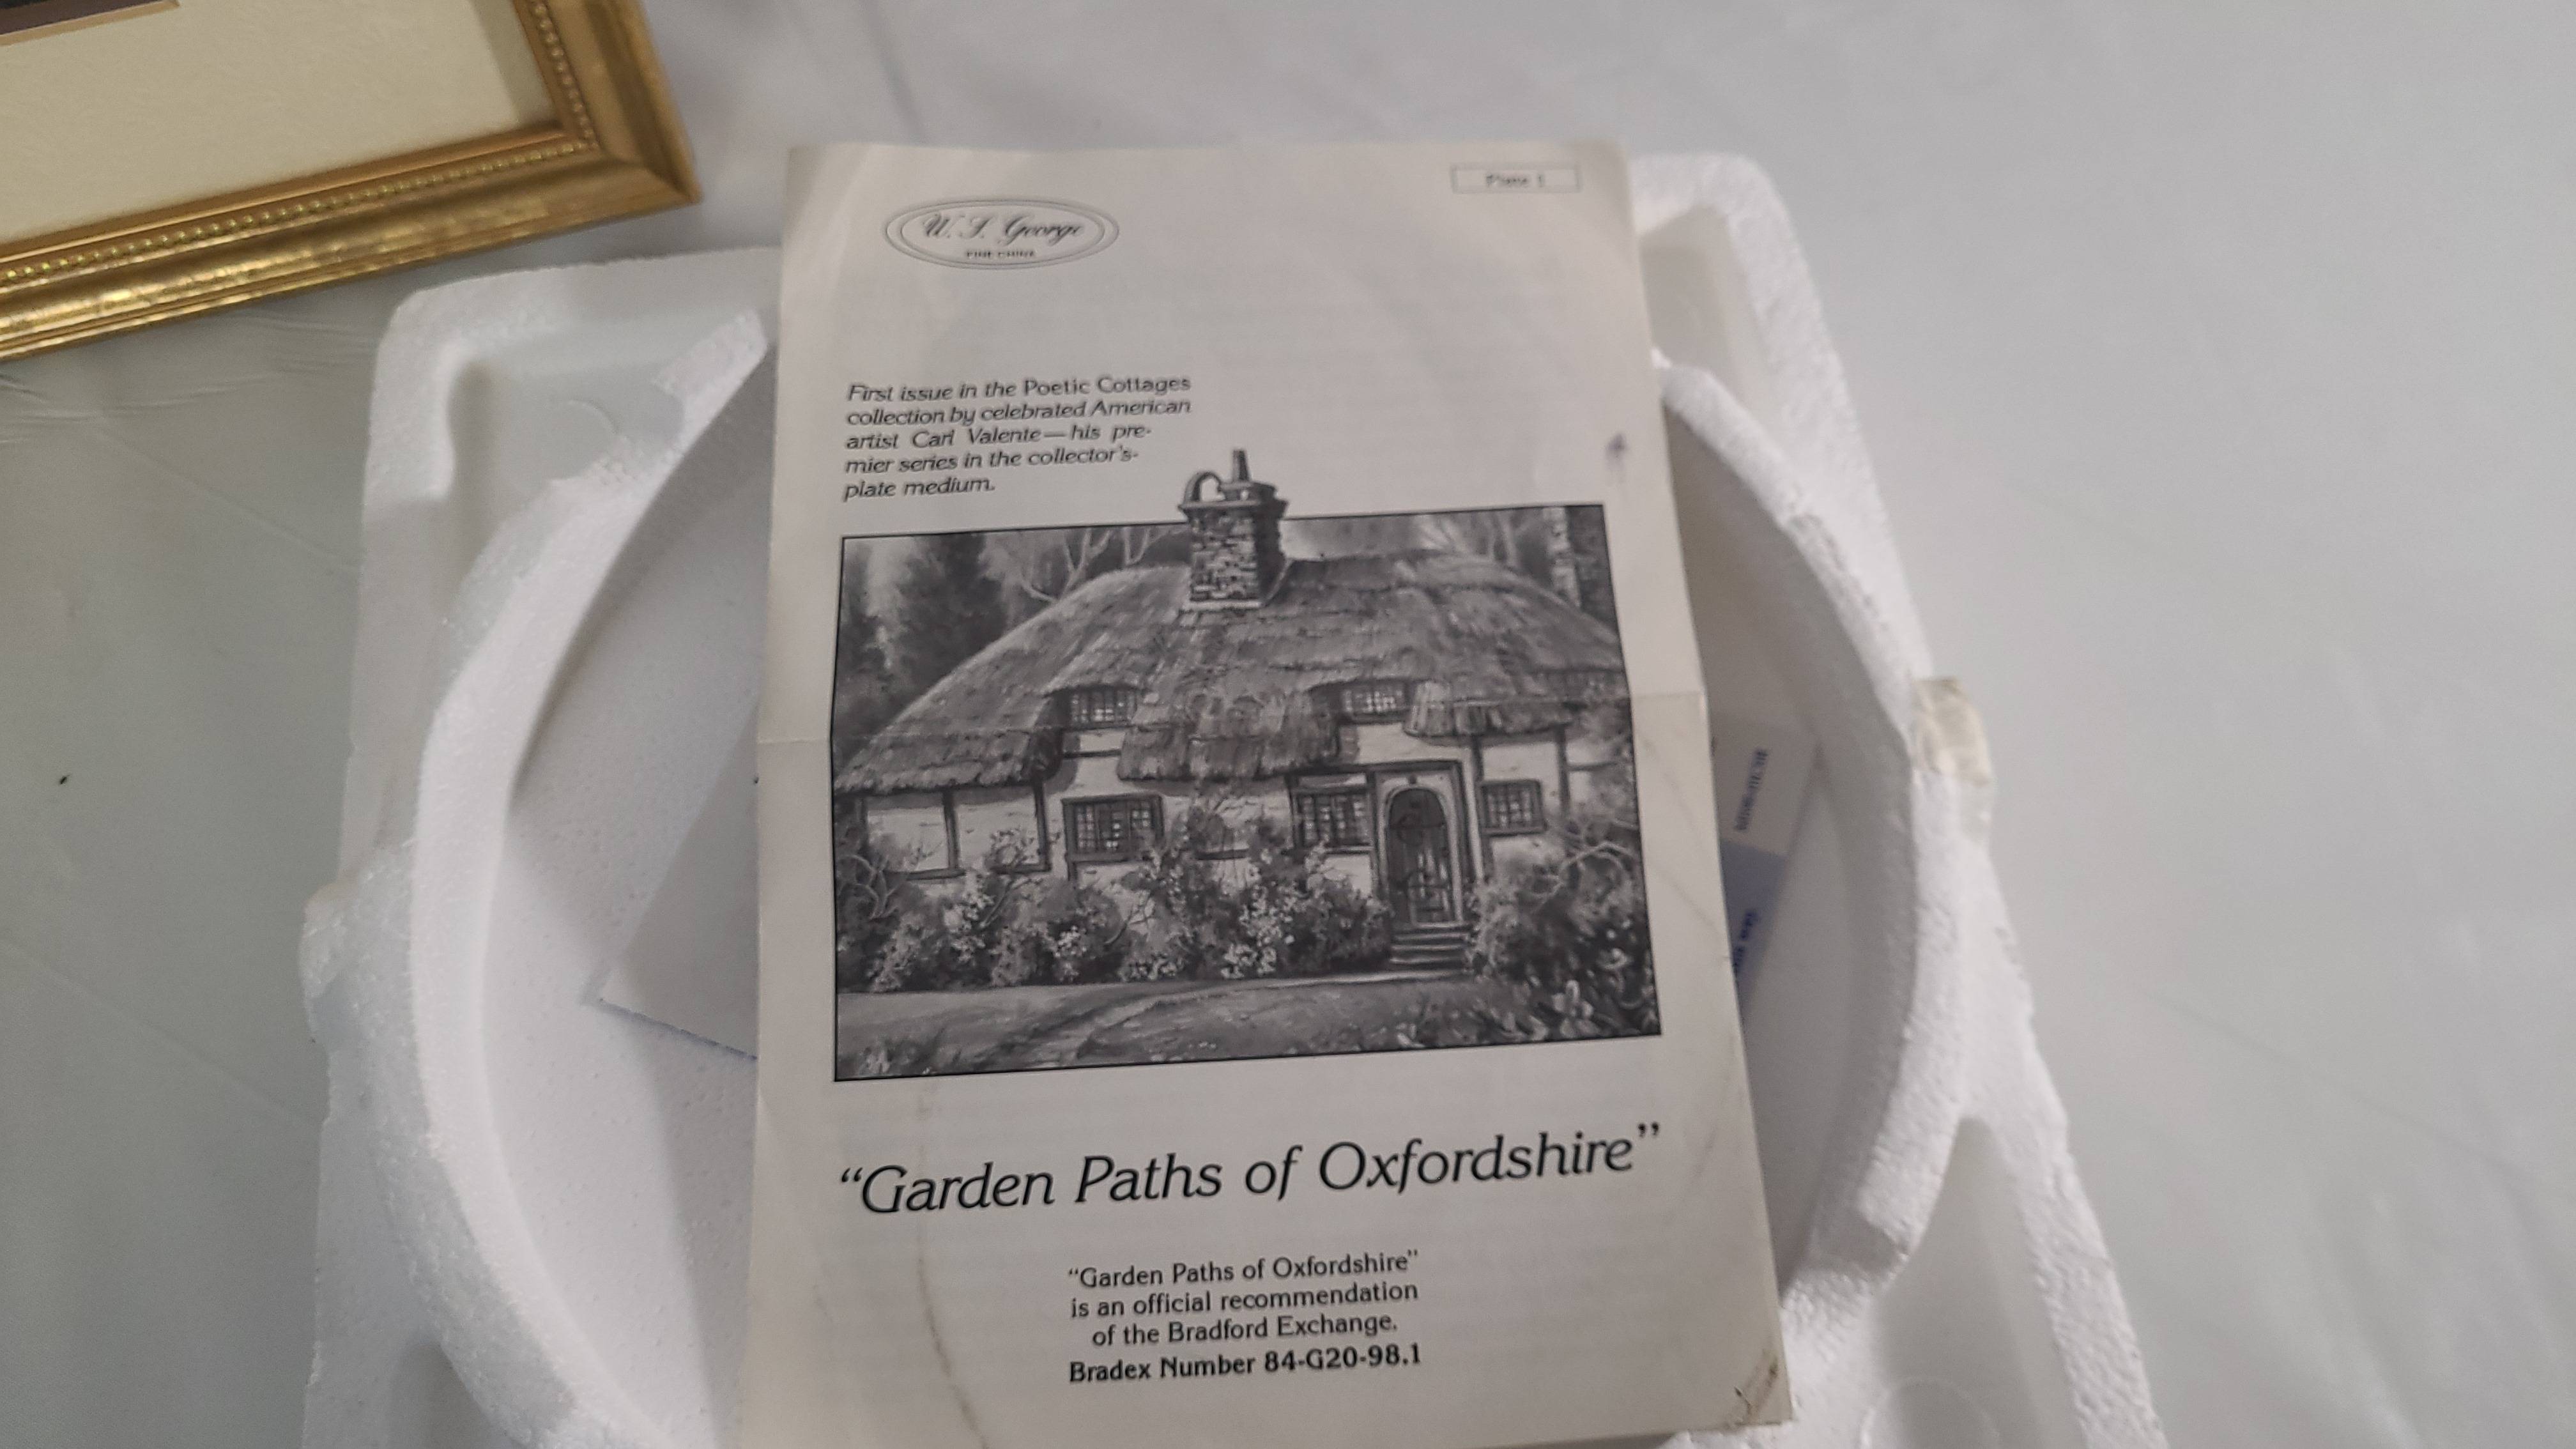 Plate 1
W. S. George
FINE CHINA
First issue in the Poetic Cottages
collection by celebrated American
artist Carl Valente—his pre-
mier series in the collector's-
plate medium.
"Garden Paths of Oxfordshire"
"Garden Paths of Oxfordshire"
is an official recommendation
of the Bradford Exchange.
Bradex Number 84-G20-98.1